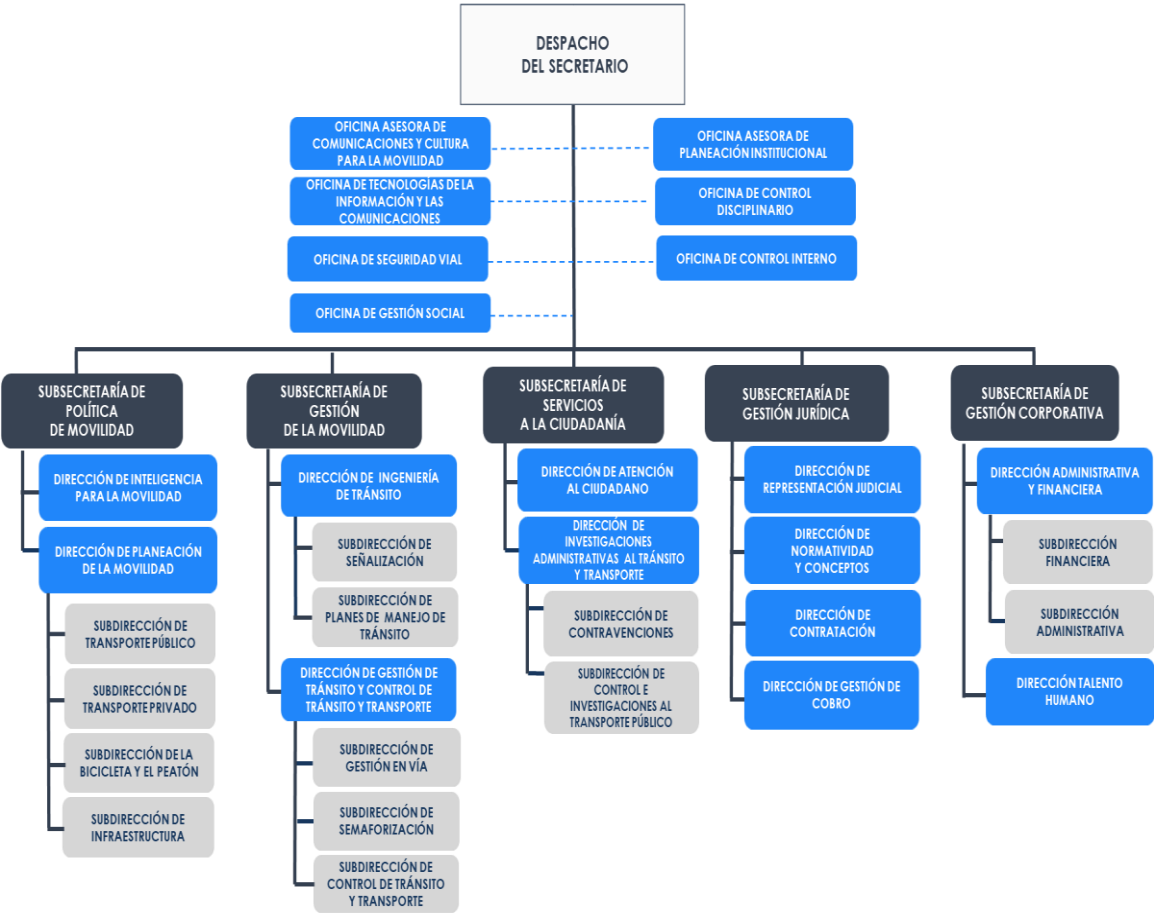 DESPACHO
DEL SECRETARIO
OFICINA ASESORA DE
COMUNICACIONES Y CULTURA
PARA LA MOVILIDAD
OFICINA ASESORA DE
PLANEACIÓN INSTITUCIONAL
OFICINA DE TECNOLOGÍAS DE LA
INFORMACIÓN Y LAS
COMUNICACIONES
OFICINA DE CONTROL
DISCIPLINARIO
OFICINA DE SEGURIDAD VIAL
OFICINA DE CONTROL INTERNO
OFICINA DE GESTIÓN SOCIAL
SUBSECRETARÍA DE
POLÍTICA
DE MOVILIDAD
DIRECCIÓN DE INTELIGENCIA
PARA LA MOVILIDAD
DIRECCIÓN DE PLANEACIÓN
DE LA MOVILIDAD
SUBDIRECCIÓN DE
TRANSPORTE PÚBLICO
SUBDIRECCIÓN DE
TRANSPORTE PRIVADO
SUBDIRECCIÓN DE LA
BICICLETA Y EL PEATÓN
SUBDIRECCIÓN DE
INFRAESTRUCTURA
SUBSECRETARÍA DE
GESTIÓN
DE LA MOVILIDAD
DIRECCIÓN DE INGENIERÍA
DE TRÁNSITO
SUBDIRECCIÓN DE
SEÑALIZACIÓN
SUBDIRECCIÓN DE
PLANES DE MANEJO DE
TRÁNSITO
DIRECCIÓN DE GESTIÓN DE
TRÁNSITO Y CONTROL DE
TRÁNSITO Y TRANSPORTE
SUBDIRECCIÓN DE
GESTIÓN EN VÍA
SUBDIRECCIÓN DE
SEMAFORIZACIÓN
SUBDIRECCIÓN DE
CONTROL DE TRÁNSITO
Y TRANSPORTE
SUBSECRETARÍA DE
SERVICIOS
A LA CIUDADANÍA
DIRECCIÓN DE ATENCIÓN
AL CIUDADANO
DIRECCIÓN DE
INVESTIGACIONES
ADMINISTRATIVAS AL TRÁNSITO
Y TRANSPORTE
SUBDIRECCIÓN DE
CONTRAVENCIONES
SUBDIRECCIÓN DE
CONTROL E
INVESTIGACIONES AL
TRANSPORTE PÚBLICO
SUBSECRETARÍA DE
GESTIÓN JURÍDICA
DIRECCIÓN DE
REPRESENTACIÓN JUDICIAL
DIRECCIÓN DE
NORMATIVIDAD
Y CONCEPTOS
DIRECCIÓN DE
CONTRATACIÓN
DIRECCIÓN DE GESTIÓN DE
COBRO
SUBSECRETARÍA DE
GESTIÓN CORPORATIVA
DIRECCIÓN ADMINISTRATIVA
Y FINANCIERA
SUBDIRECCIÓN
FINANCIERA
SUBDIRECCIÓN
ADMINISTRATIVA
DIRECCIÓN TALENTO
HUMANO